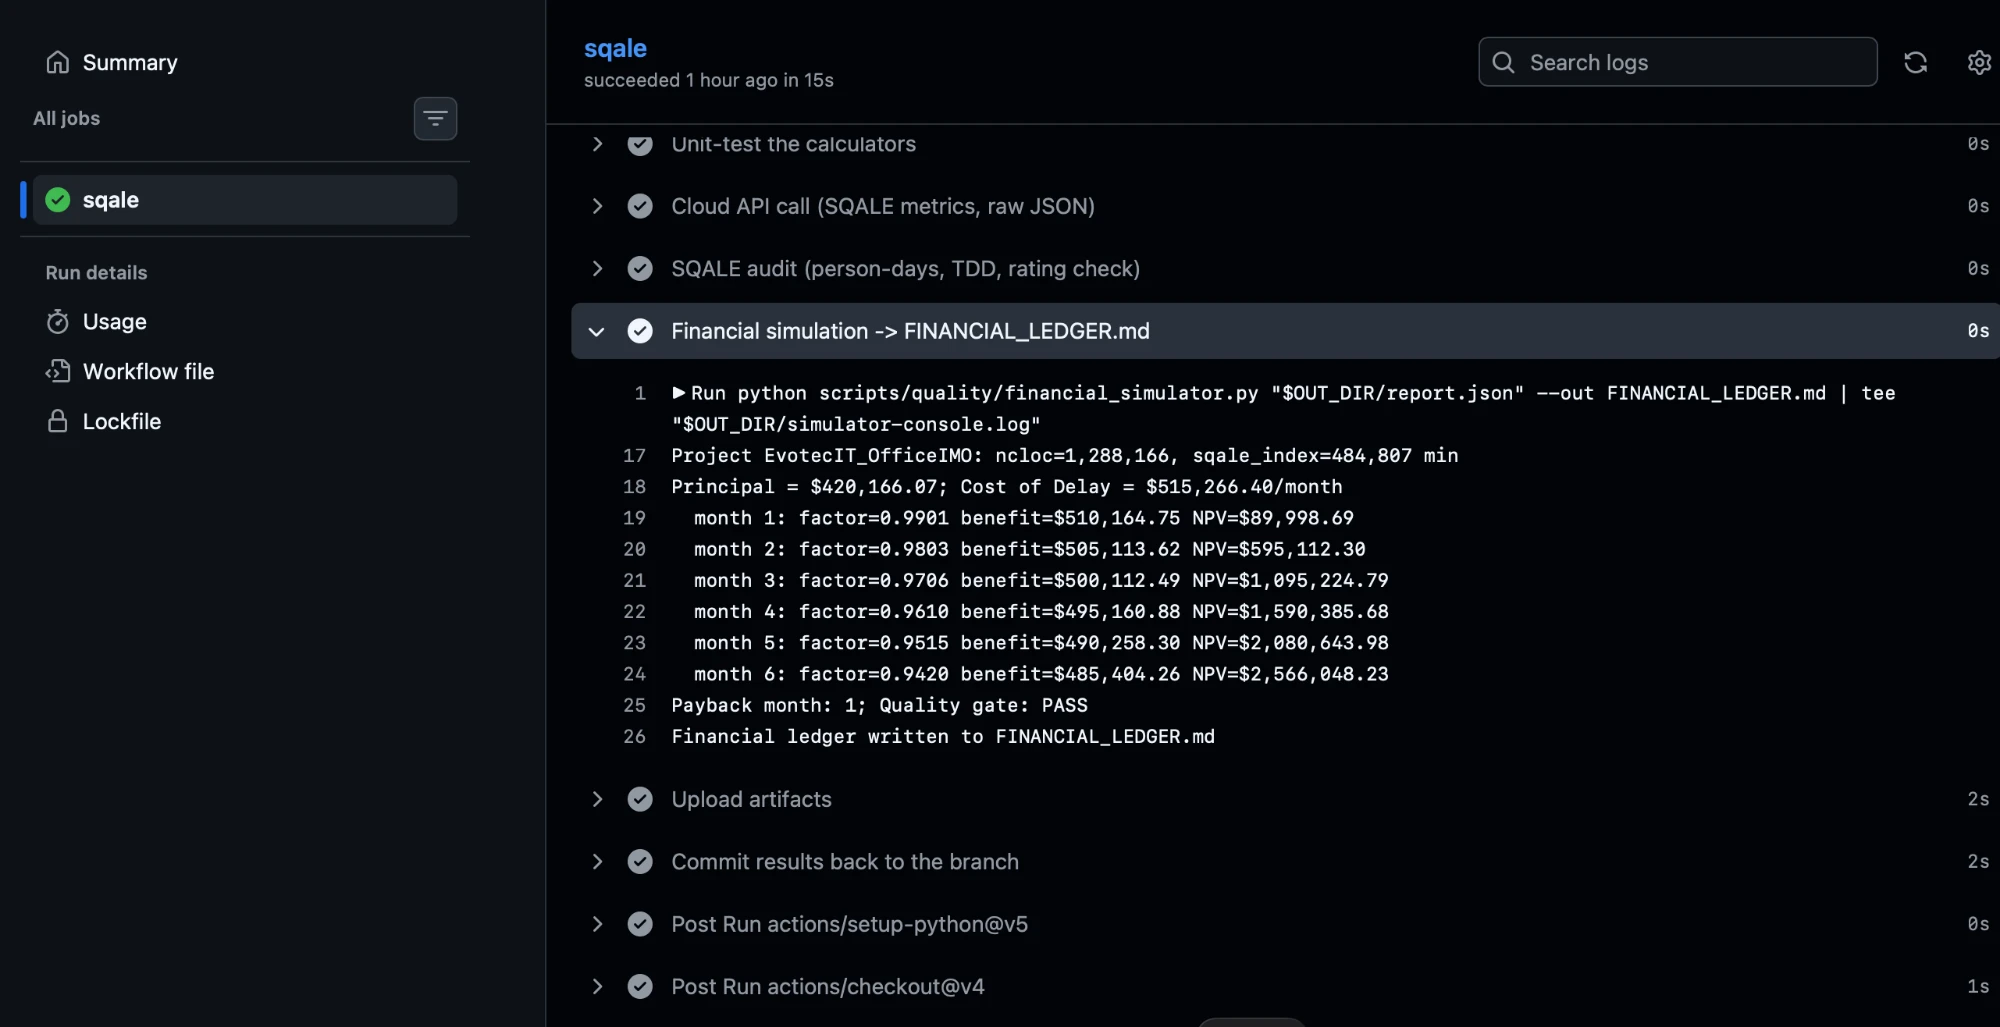 Summary
All jobs
sqale
Run details
Usage
Workflow file
Lockfile
sqale
succeeded 1 hour ago in 15s
Search logs
Unit-test the calculators 0s
Cloud API call (SQALE metrics, raw JSON) 0s
SQALE audit (person-days, TDD, rating check) 0s
Financial simulation -> FINANCIAL_LEDGER.md 0s
1 ▶Run python scripts/quality/financial_simulator.py "$OUT_DIR/report.json" --out FINANCIAL_LEDGER.md | tee
"$OUT_DIR/simulator-console.log"
17 Project EvotecIT_OfficeIMO: ncloc=1,288,166, sqale_index=484,807 min
18 Principal = $420,166.07; Cost of Delay = $515,266.40/month
19 month 1: factor=0.9901 benefit=$510,164.75 NPV=$89,998.69
20 month 2: factor=0.9803 benefit=$505,113.62 NPV=$595,112.30
21 month 3: factor=0.9706 benefit=$500,112.49 NPV=$1,095,224.79
22 month 4: factor=0.9610 benefit=$495,160.88 NPV=$1,590,385.68
23 month 5: factor=0.9515 benefit=$490,258.30 NPV=$2,080,643.98
24 month 6: factor=0.9420 benefit=$485,404.26 NPV=$2,566,048.23
25 Payback month: 1; Quality gate: PASS
26 Financial ledger written to FINANCIAL_LEDGER.md
Upload artifacts 2s
Commit results back to the branch 2s
Post Run actions/setup-python@v5 0s
Post Run actions/checkout@v4 1s